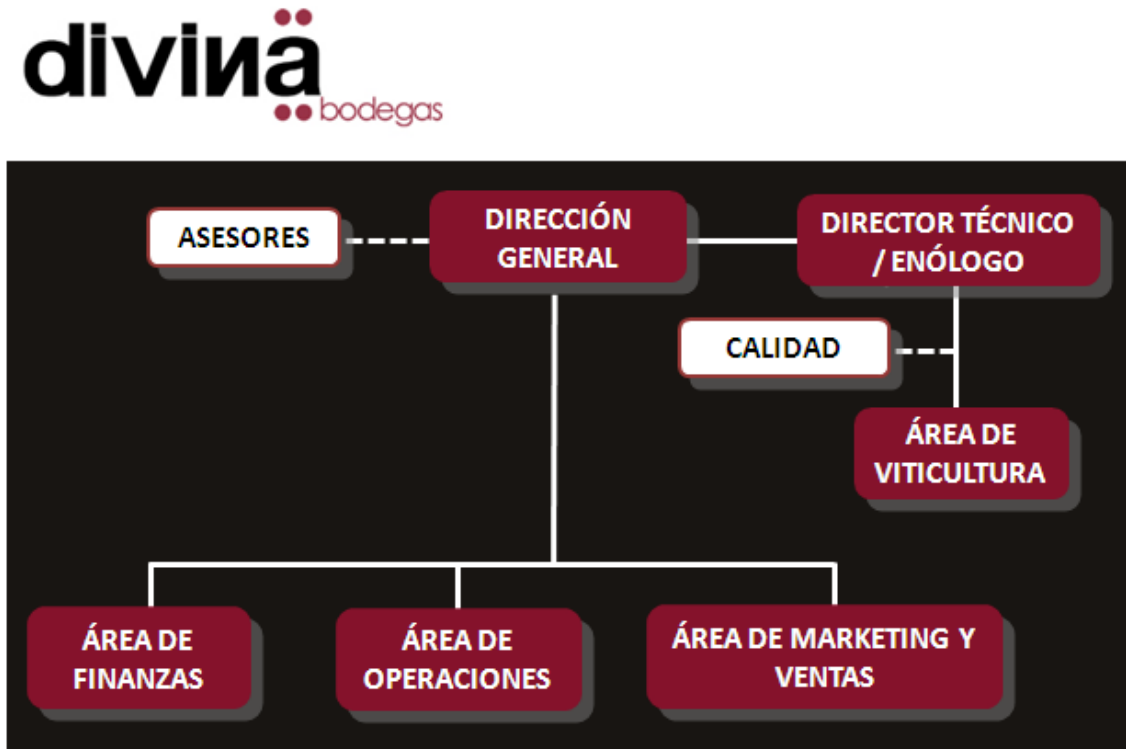 divinä
bodegas
ASESORES
DIRECCIÓN
GENERAL
DIRECTOR TÉCNICO
/ ENÓLOGO
CALIDAD
ÁREA DE
VITICULTURA
ÁREA DE
FINANZAS
ÁREA DE
OPERACIONES
ÁREA DE MARKETING Y
VENTAS